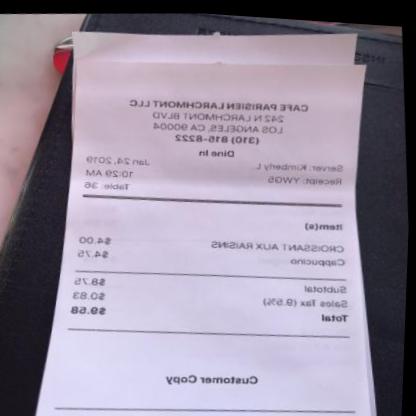 CAFE PARISIEN LARCHMONT LLC
242 N LARCHMONT BLVD
LOS ANGELES, CA 90004
(310) 815-8222
Dine In
Server: Kimberly L Jan 24, 2019
Receipt: YWG5 10:29 AM
Table: 36
Item(s)
CROISSANT AUX RAISINS $4.00
Cappucino $4.75
Subtotal $8.75
Sales Tax (9.5%) $0.83
Total $9.58
Customer Copy